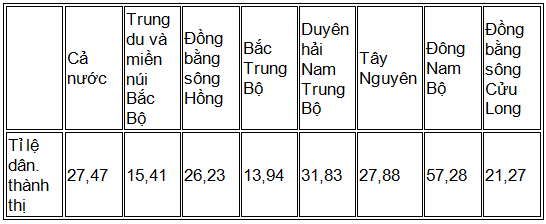 Cả
nước
Trung
du và
miền
núi
Bắc
Bộ
Đồng
bằng
sông
Hồng
Bắc
Trung
Bộ
Duyên
hải
Nam
Trung
Bộ
Tây
Nguyên
Đông
Nam
Bộ
Đồng
bằng
sông
Cửu
Long
Tỉ lệ
dân.
thành
thị
27,47
15,41
26,23
13,94
31,83
27,88
57,28
21,27